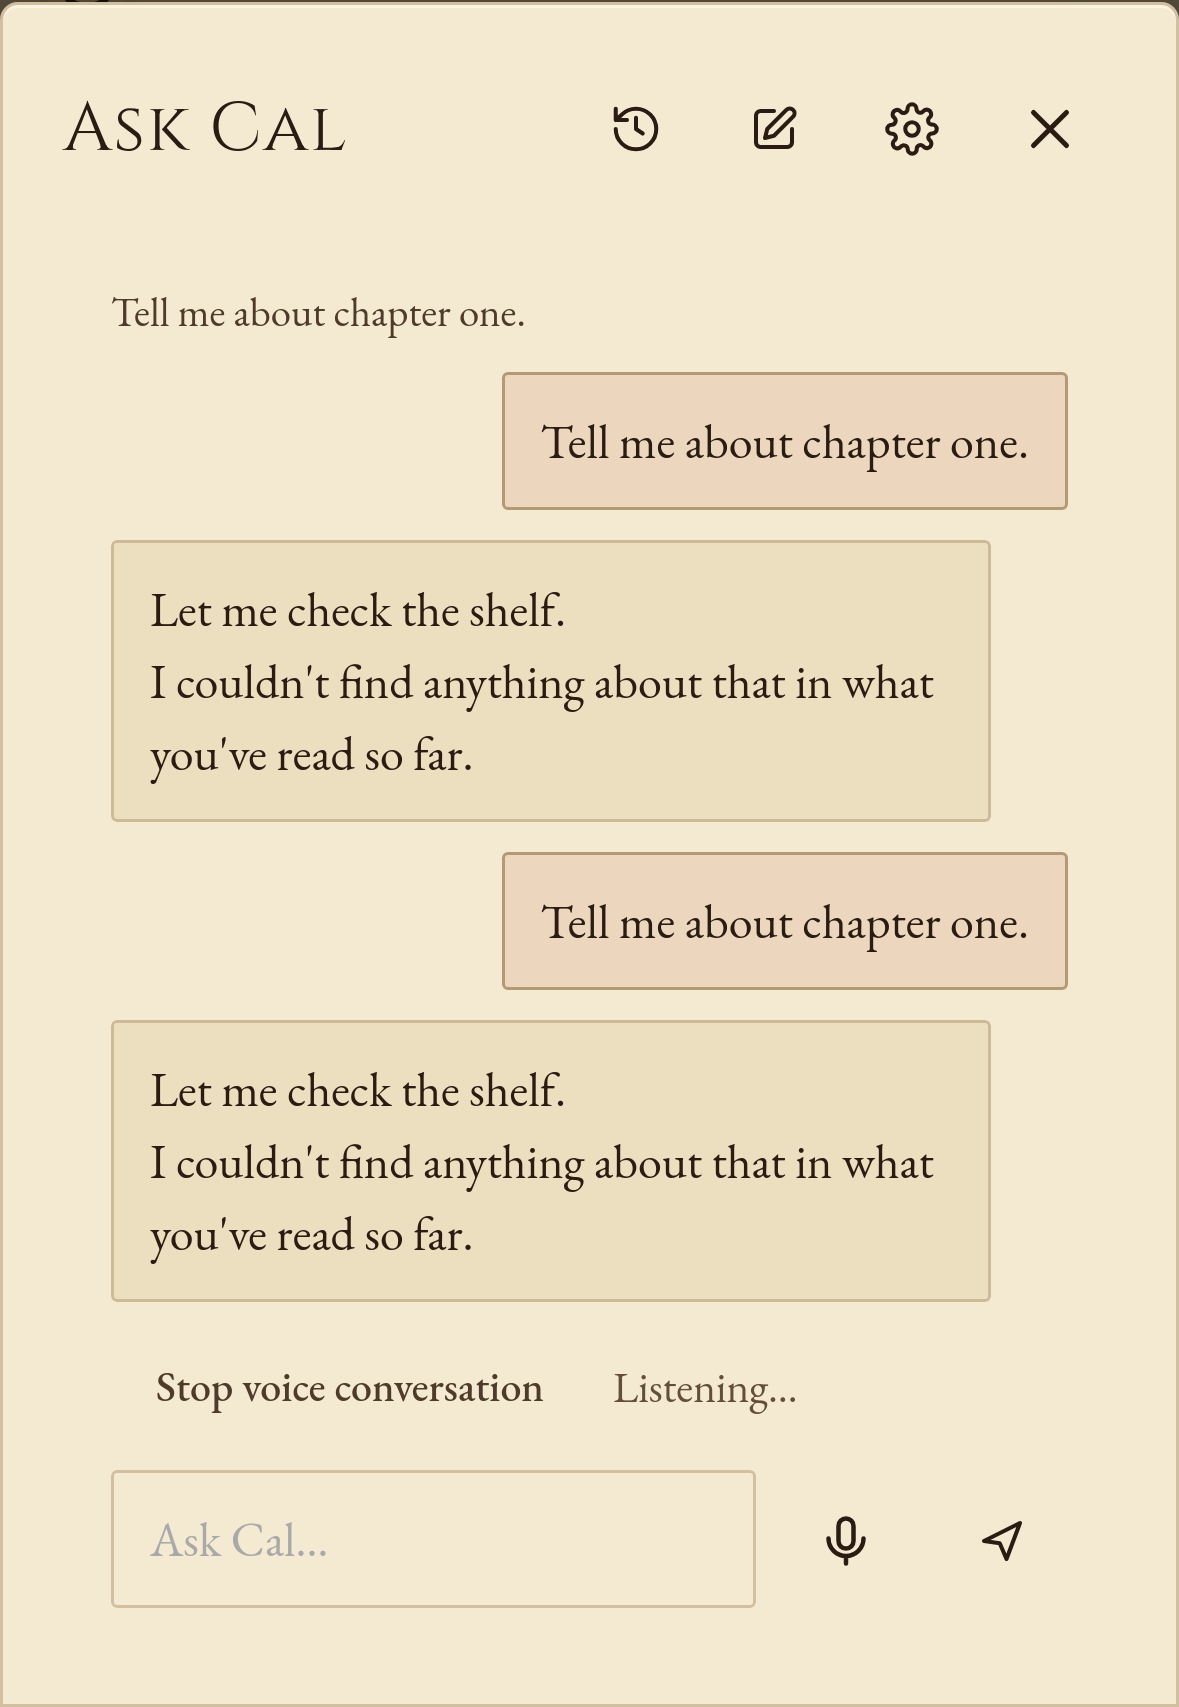 Ask Cal
Tell me about chapter one.
Tell me about chapter one.
Let me check the shelf.
I couldn't find anything about that in what
you've read so far.
Tell me about chapter one.
Let me check the shelf.
I couldn't find anything about that in what
you've read so far.
Stop voice conversation Listening...
Ask Cal...